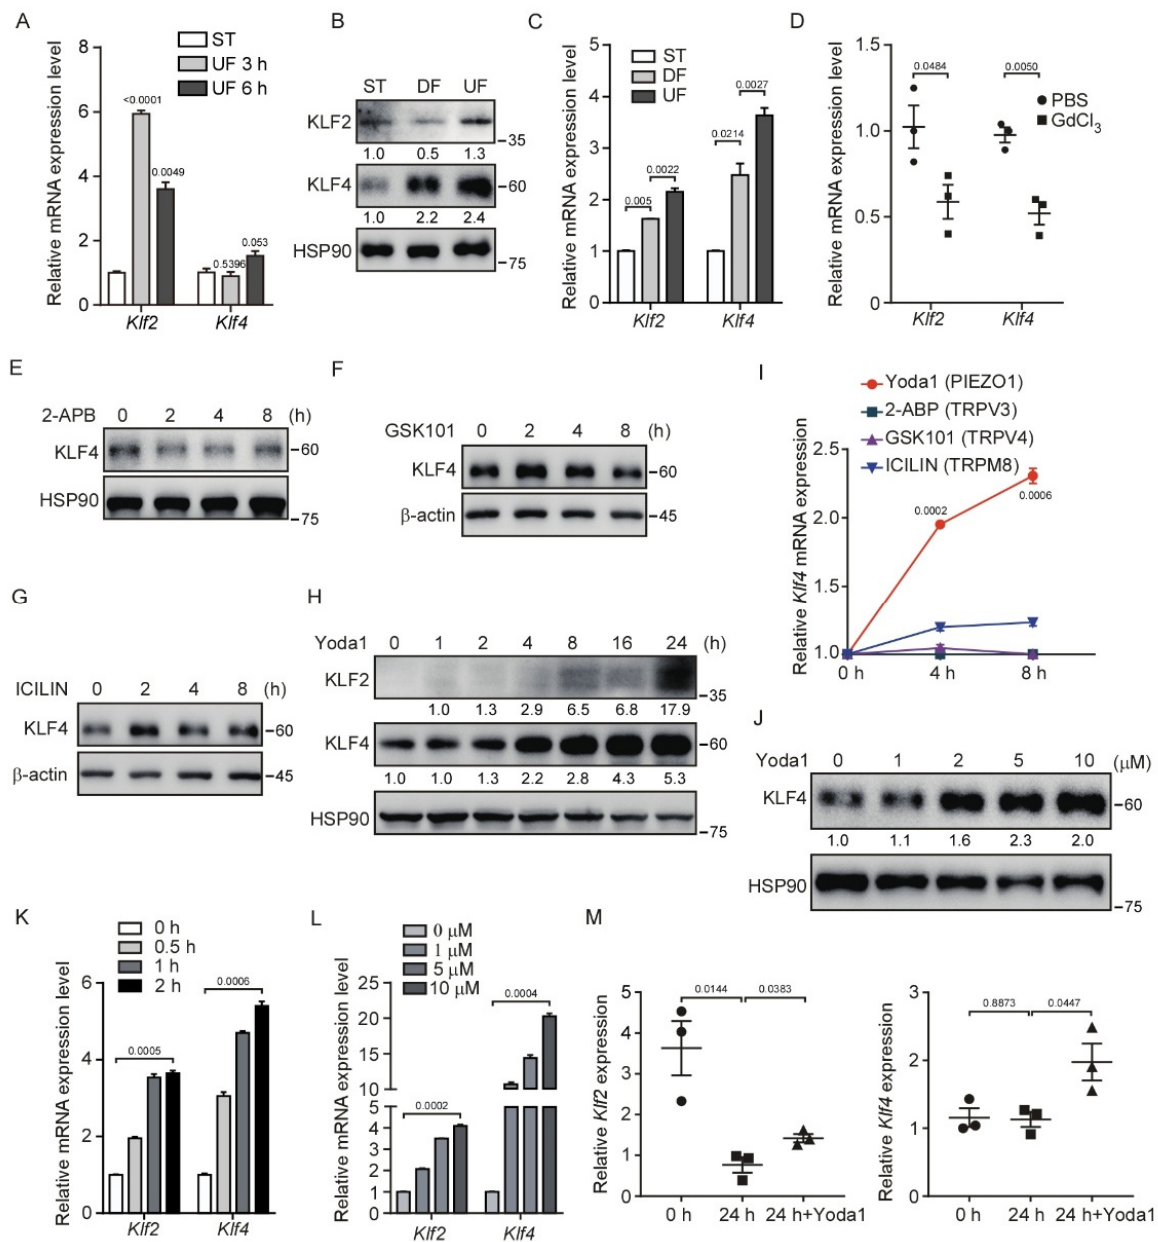 A
Relative mRNA expression level
8
6
4
2
0
ST
UF 3 h
UF 6 h
<0.0001
0.0049
0.5396
0.053
Klf2 Klf4
B
ST DF UF
KLF2
35
1.0 0.5 1.3
KLF4
60
1.0 2.2 2.4
HSP90
75
C
Relative mRNA expression level
5
4
3
2
1
0
ST
DF
UF
0.005
0.0022
0.0214
0.0027
Klf2 Klf4
D
Relative mRNA expression level
1.5
1.0
0.5
0
0.0484
0.0050
PBS
GdCl3
Klf2 Klf4
E
2-APB 0 2 4 8 (h)
KLF4
60
HSP90
75
F
GSK101 0 2 4 8 (h)
KLF4
60
β-actin
45
G
ICILIN 0 2 4 8 (h)
KLF4
60
β-actin
45
H
Yoda1 0 1 2 4 8 16 24 (h)
KLF2
35
1.0 1.3 2.9 6.5 6.8 17.9
KLF4
60
1.0 1.0 1.3 2.2 2.8 4.3 5.3
HSP90
75
I
Yoda1 (PIEZO1)
2-ABP (TRPV3)
GSK101 (TRPV4)
ICILIN (TRPM8)
Relative Klf4 mRNA expression
2.5
2.0
1.5
1.0
0.0002
0.0006
0 h 4 h 8 h
J
Yoda1 0 1 2 5 10 (μM)
KLF4
60
1.0 1.1 1.6 2.3 2.0
HSP90
75
K
Relative mRNA expression level
6
4
2
0
0 h
0.5 h
1 h
2 h
0.0005
0.0006
Klf2 Klf4
L
Relative mRNA expression level
25
20
15
10
5
4
3
2
1
0
0 μM
1 μM
5 μM
10 μM
0.0002
0.0004
Klf2 Klf4
M
Relative Klf2 expression
5
4
3
2
1
0
0.0144 0.0383
0 h 24 h 24 h+Yoda1
Relative Klf4 expression
3
2
1
0
0.8873 0.0447
0 h 24 h 24 h+Yoda1